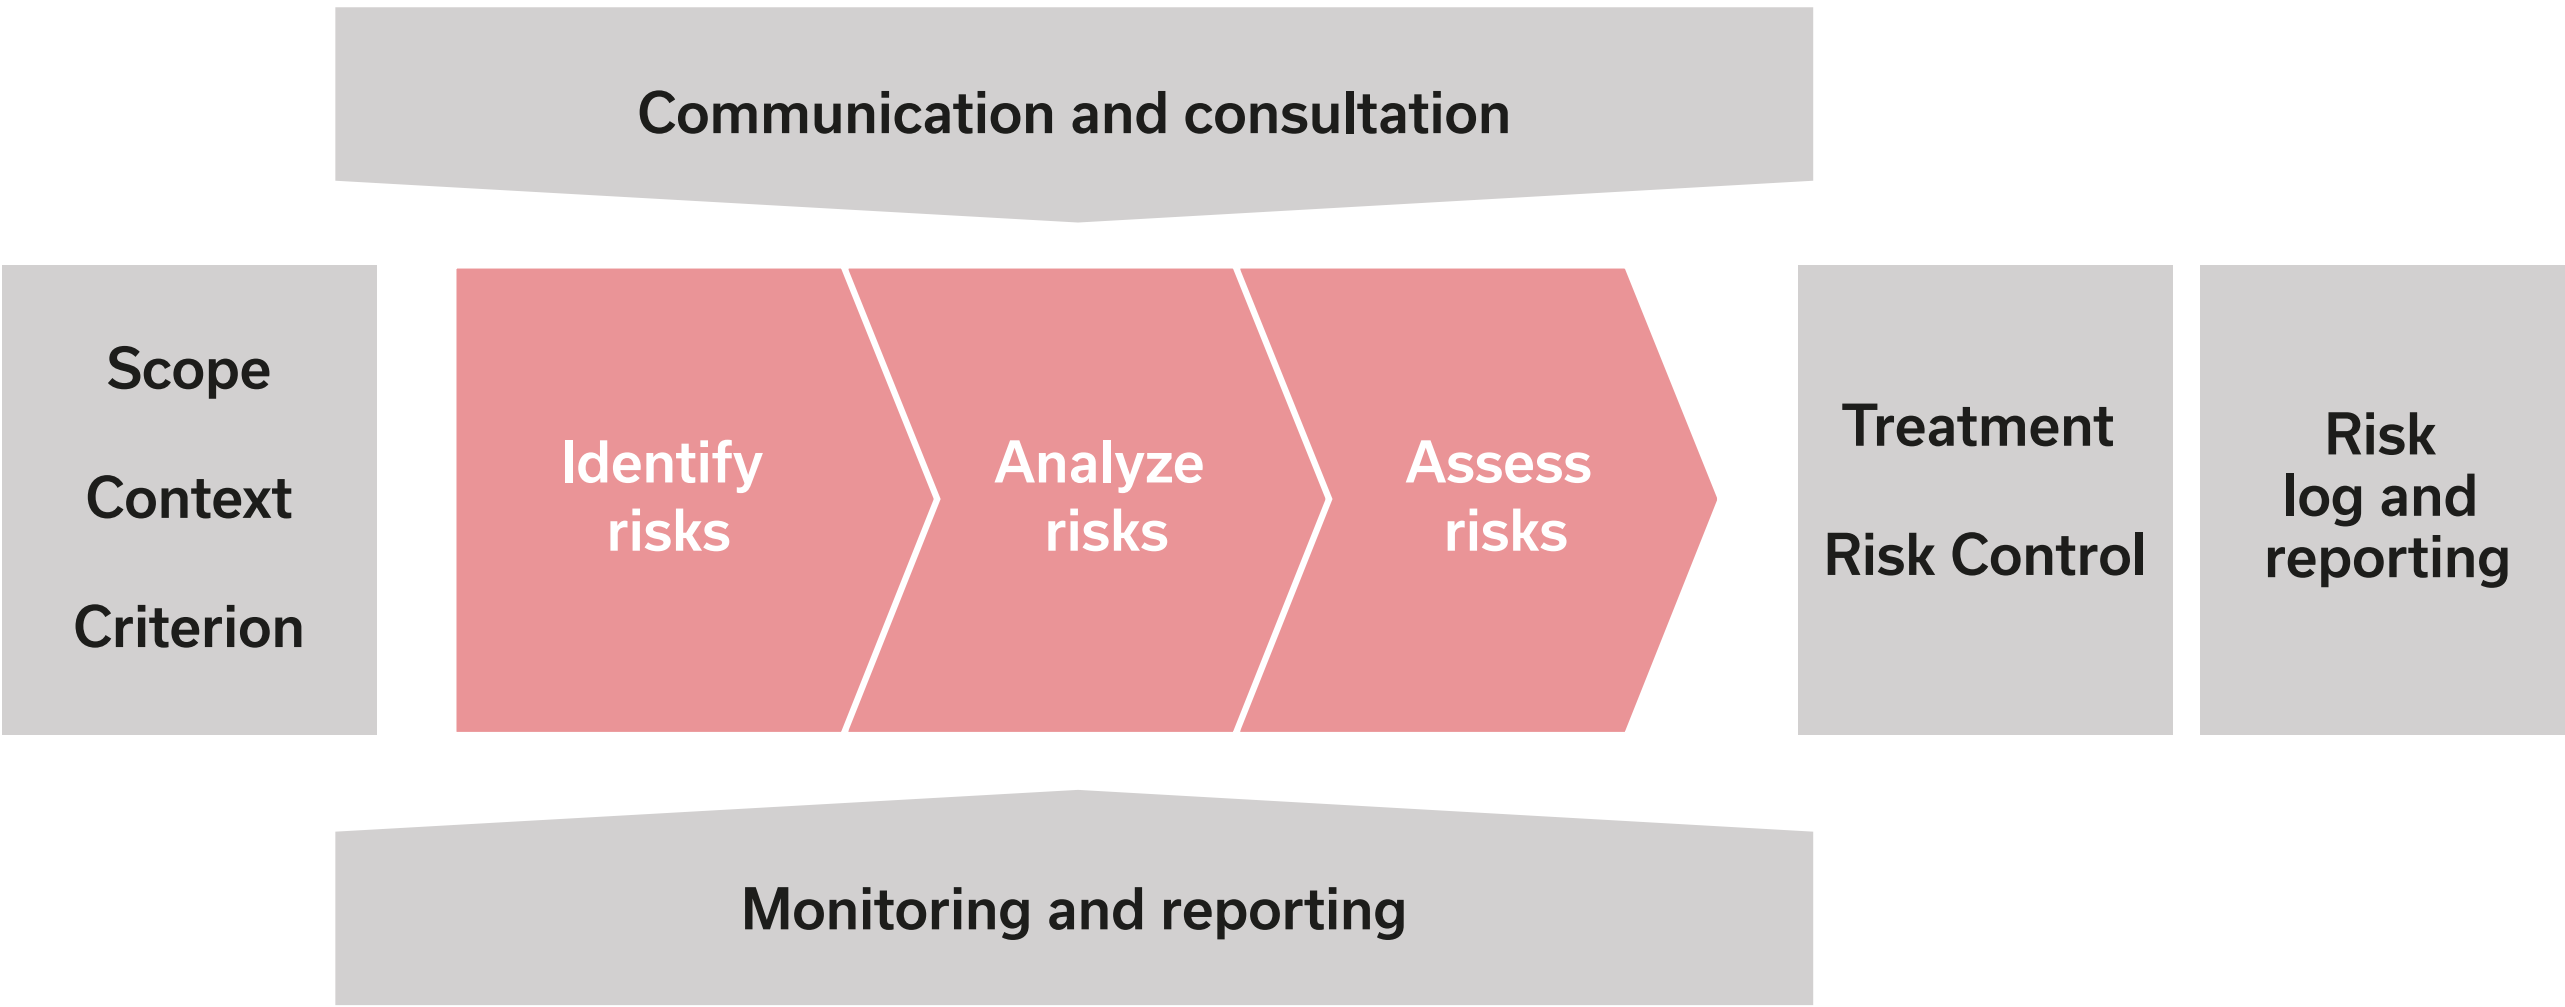 Communication and consultation
Scope
Context
Criterion
Identify
risks
Analyze
risks
Assess
risks
Treatment
Risk Control
Risk
log and
reporting
Monitoring and reporting